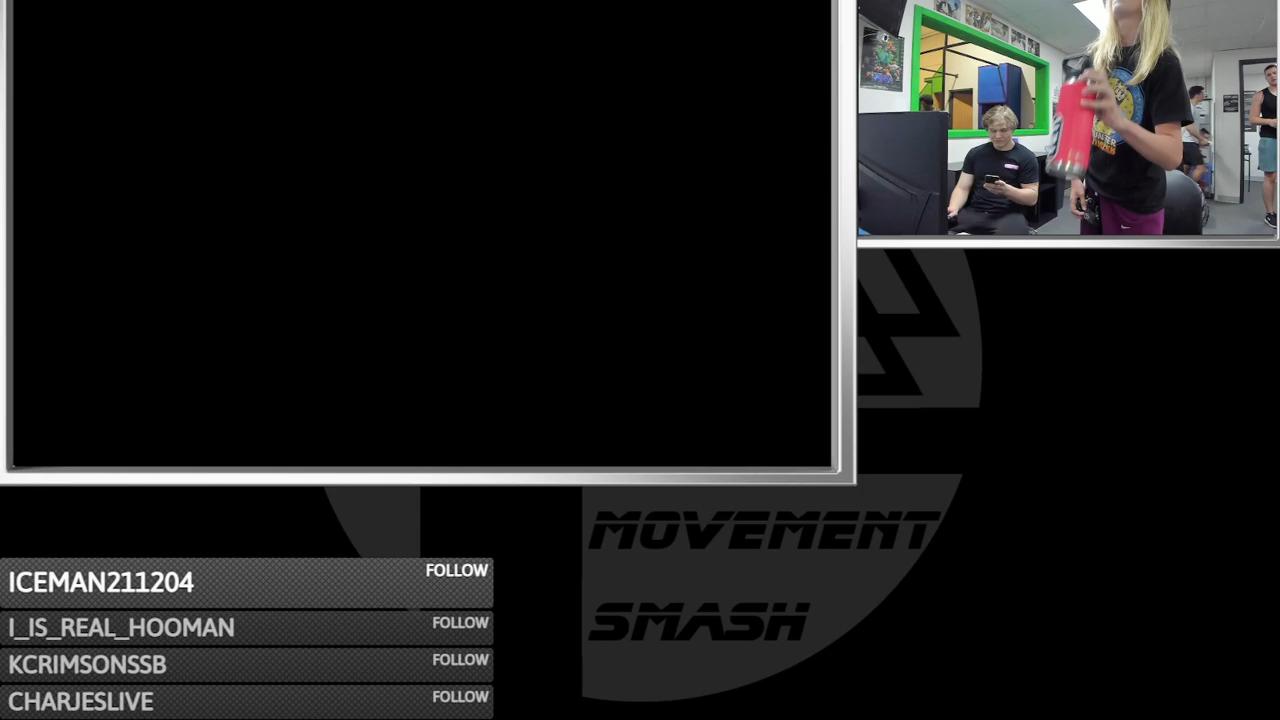 MOVEMENT
SMASH
ICEMAN211204 FOLLOW
I_IS_REAL_HOOMAN FOLLOW
KCRIMSONSSB FOLLOW
CHARJESLIVE FOLLOW